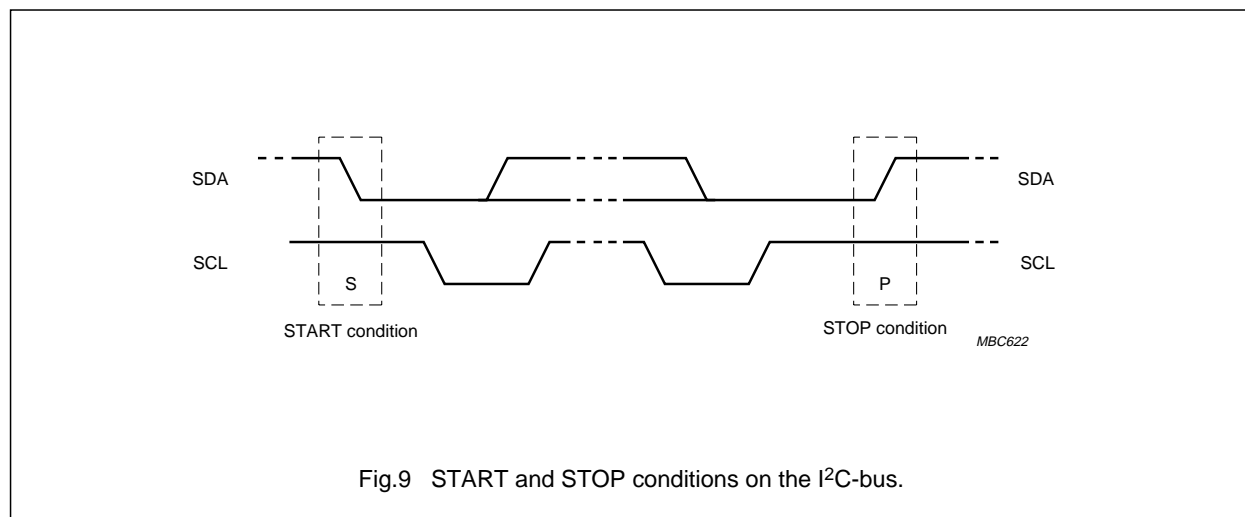 SDA
SDA
SCL
SCL
S
P
START condition
STOP condition
MBC622
Fig.9 START and STOP conditions on the I²C-bus.